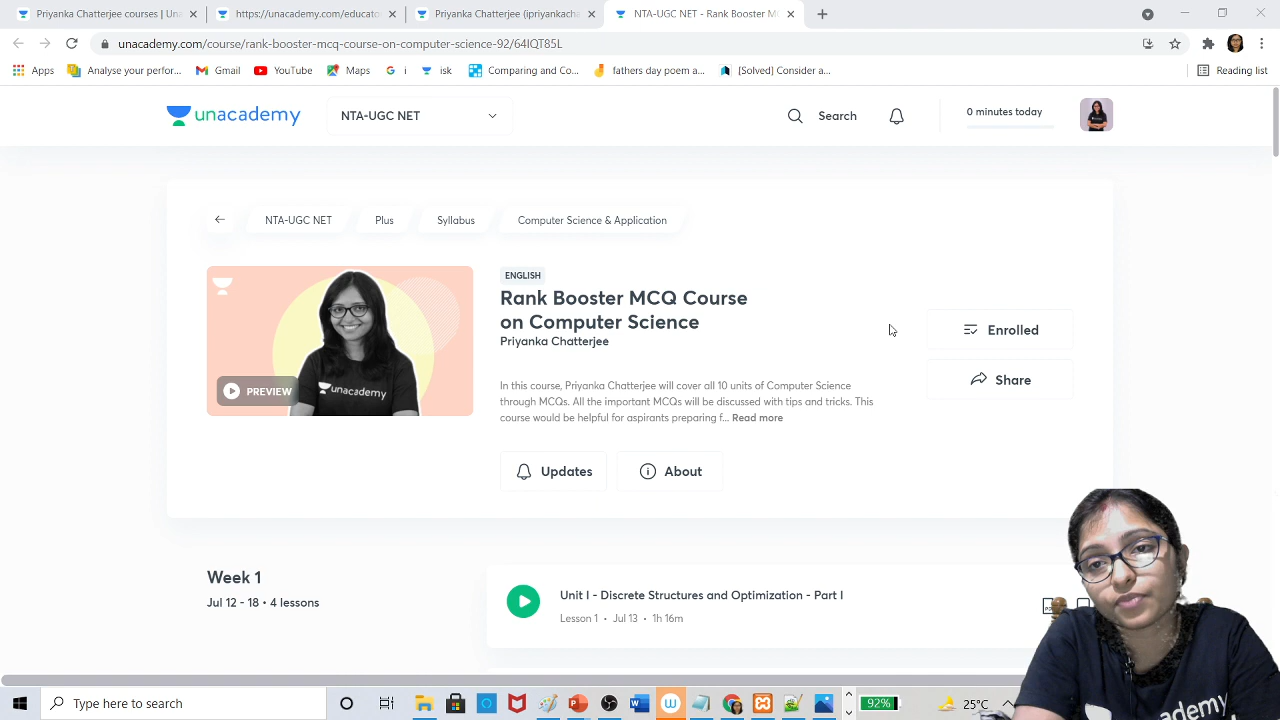 Priyanka Chatterjee courses | Una
https://unacademy.com/educato
Priyanka Chatterjee (ipriyankacha
NTA-UGC NET - Rank Booster M
unacademy.com/course/rank-booster-mcq-course-on-computer-science-92/64IQT85L
Apps
Analyse your perfor...
Gmail
YouTube
Maps
G i
isk
Comparing and Co...
fathers day poem a...
[Solved] Consider a...
Reading list
unacademy
NTA-UGC NET
Search
0 minutes today
NTA-UGC NET
Plus
Syllabus
Computer Science & Application
PREVIEW
unacademy
ENGLISH
Rank Booster MCQ Course
on Computer Science
Priyanka Chatterjee
In this course, Priyanka Chatterjee will cover all 10 units of Computer Science
through MCQs. All the important MCQs will be discussed with tips and tricks. This
course would be helpful for aspirants preparing f... Read more
Enrolled
Share
Updates
About
Week 1
Jul 12 - 18 • 4 lessons
Unit I - Discrete Structures and Optimization - Part I
Lesson 1 • Jul 13 • 1h 16m
Type here to search
92%
25°C